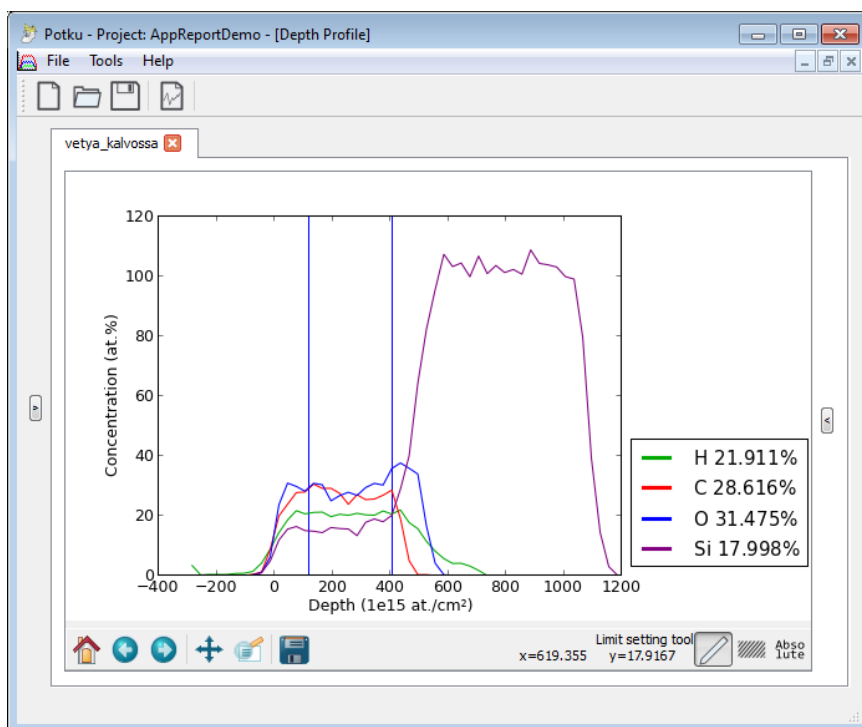 Potku - Project: AppReportDemo - [Depth Profile]
File Tools Help
vetya_kalvossa
120
100
80
60
40
20
0
Concentration (at.%)
−400 −200 0 200 400 600 800 1000 1200
Depth (1e15 at./cm²)
H 21.911%
C 28.616%
O 31.475%
Si 17.998%
Limit setting tool
x=619.355 y=17.9167
Abso
lute